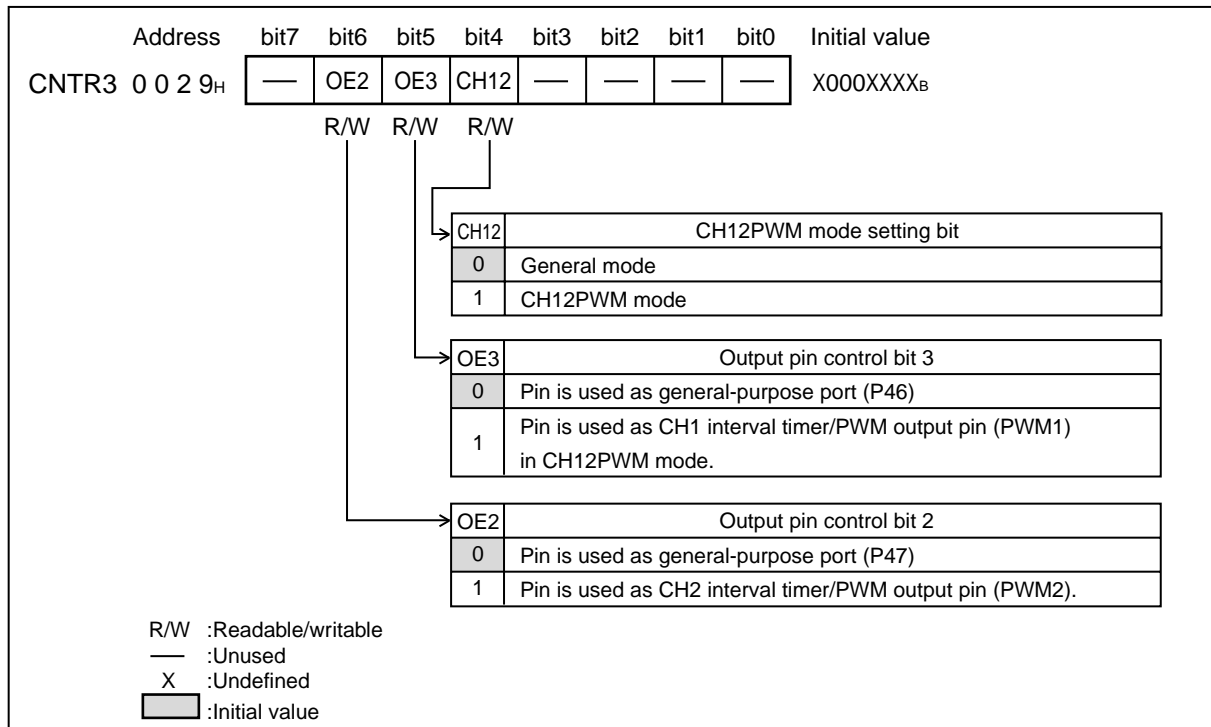 Address bit7 bit6 bit5 bit4 bit3 bit2 bit1 bit0 Initial value
CNTR3 0 0 2 9H — OE2 OE3 CH12 — — — — X000XXXXB
R/W R/W R/W
CH12 CH12PWM mode setting bit
0 General mode
1 CH12PWM mode
OE3 Output pin control bit 3
0 Pin is used as general-purpose port (P46)
1 Pin is used as CH1 interval timer/PWM output pin (PWM1)
in CH12PWM mode.
OE2 Output pin control bit 2
0 Pin is used as general-purpose port (P47)
1 Pin is used as CH2 interval timer/PWM output pin (PWM2).
R/W :Readable/writable
— :Unused
X :Undefined
:Initial value